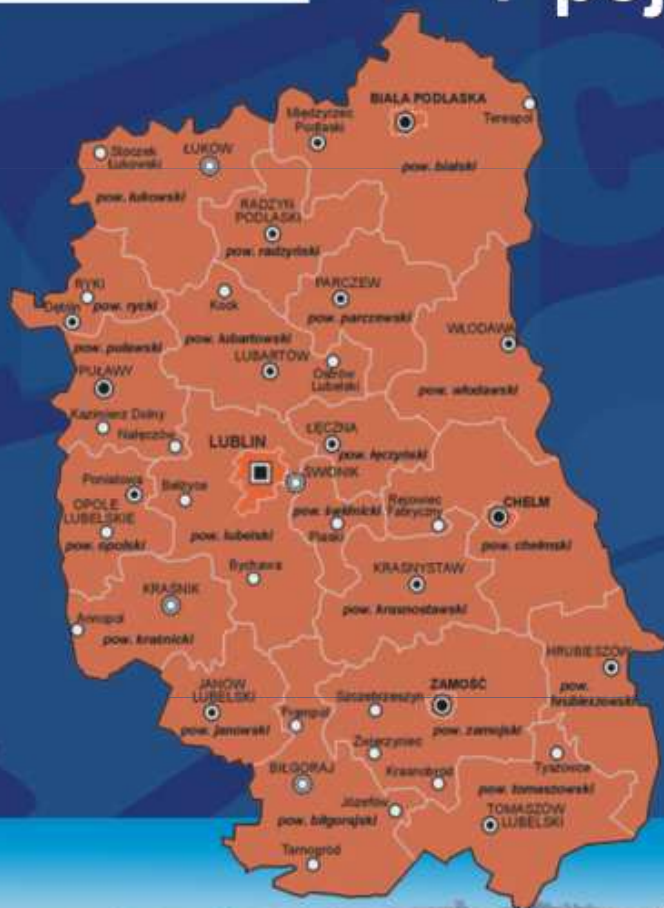 BIALA PODLASKA
Terespol
Międzyrzec
Podlaski
pow. bialski
Stoczek
Łukowski
ŁUKÓW
pow. łukowski
RADZYŃ
PODLASKI
pow. radzyński
RYKI
pow. rycki
Dęblin
Kock
PARCZEW
pow. parczewski
pow. puławski
pow. lubartowski
LUBARTÓW
Ostrów
Lubelski
WŁODAWA
pow. włodawski
PUŁAWY
Kazimierz Dolny
Nałęczów
LUBLIN
ŁĘCZNA
pow. łęczyński
ŚWIDNIK
Poniatowa
Bełżyce
OPOLE
LUBELSKIE
pow. opolski
pow. lubelski
pow. świdnicki
Piaski
Rejowiec
Fabryczny
CHEŁM
pow. chełmski
Bychawa
KRASNYSTAW
pow. krasnostawski
KRAŚNIK
Annopol
pow. kraśnicki
HRUBIESZÓW
pow.
hrubieszowski
JANÓW
LUBELSKI
pow. janowski
Frampol
Szczebrzeszyn
ZAMOŚĆ
pow. zamojski
Zwierzyniec
BIŁGORAJ
Krasnobród
Tyszowce
pow. tomaszowski
Józefów
pow. biłgorajski
TOMASZÓW
LUBELSKI
Tarnogród